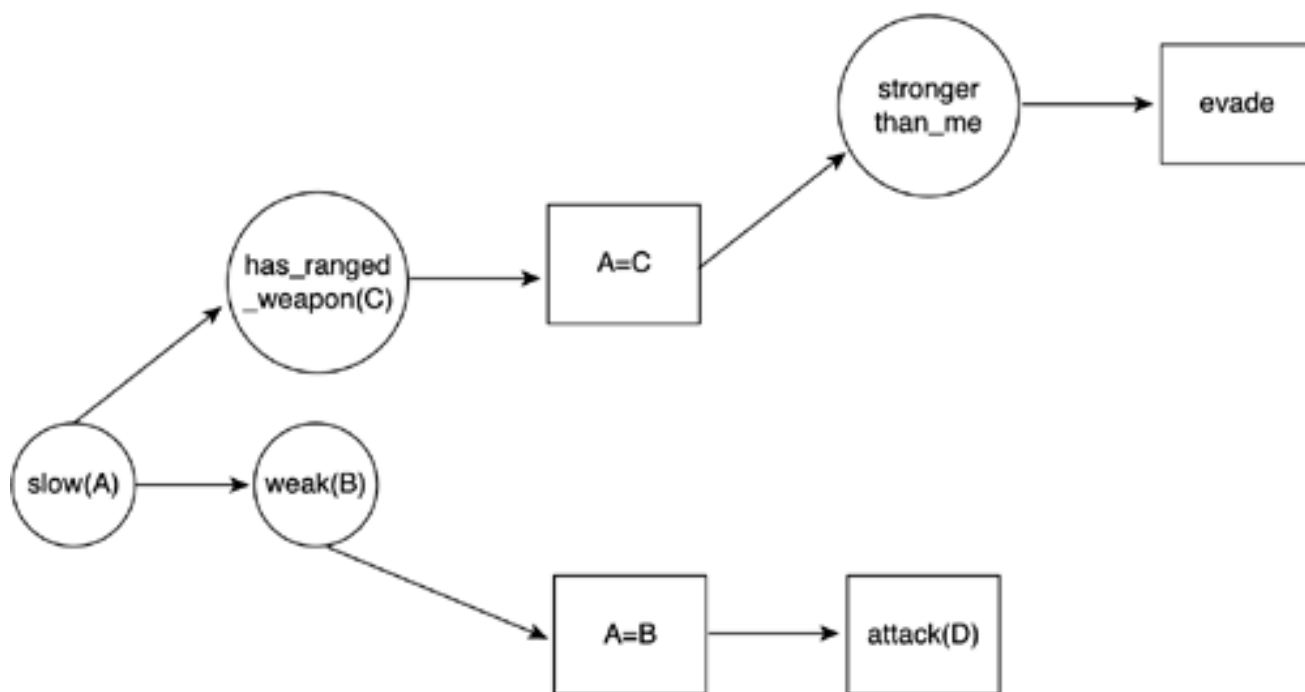 stronger
than_me
evade
has_ranged
_weapon(C)
A=C
slow(A)
weak(B)
A=B
attack(D)